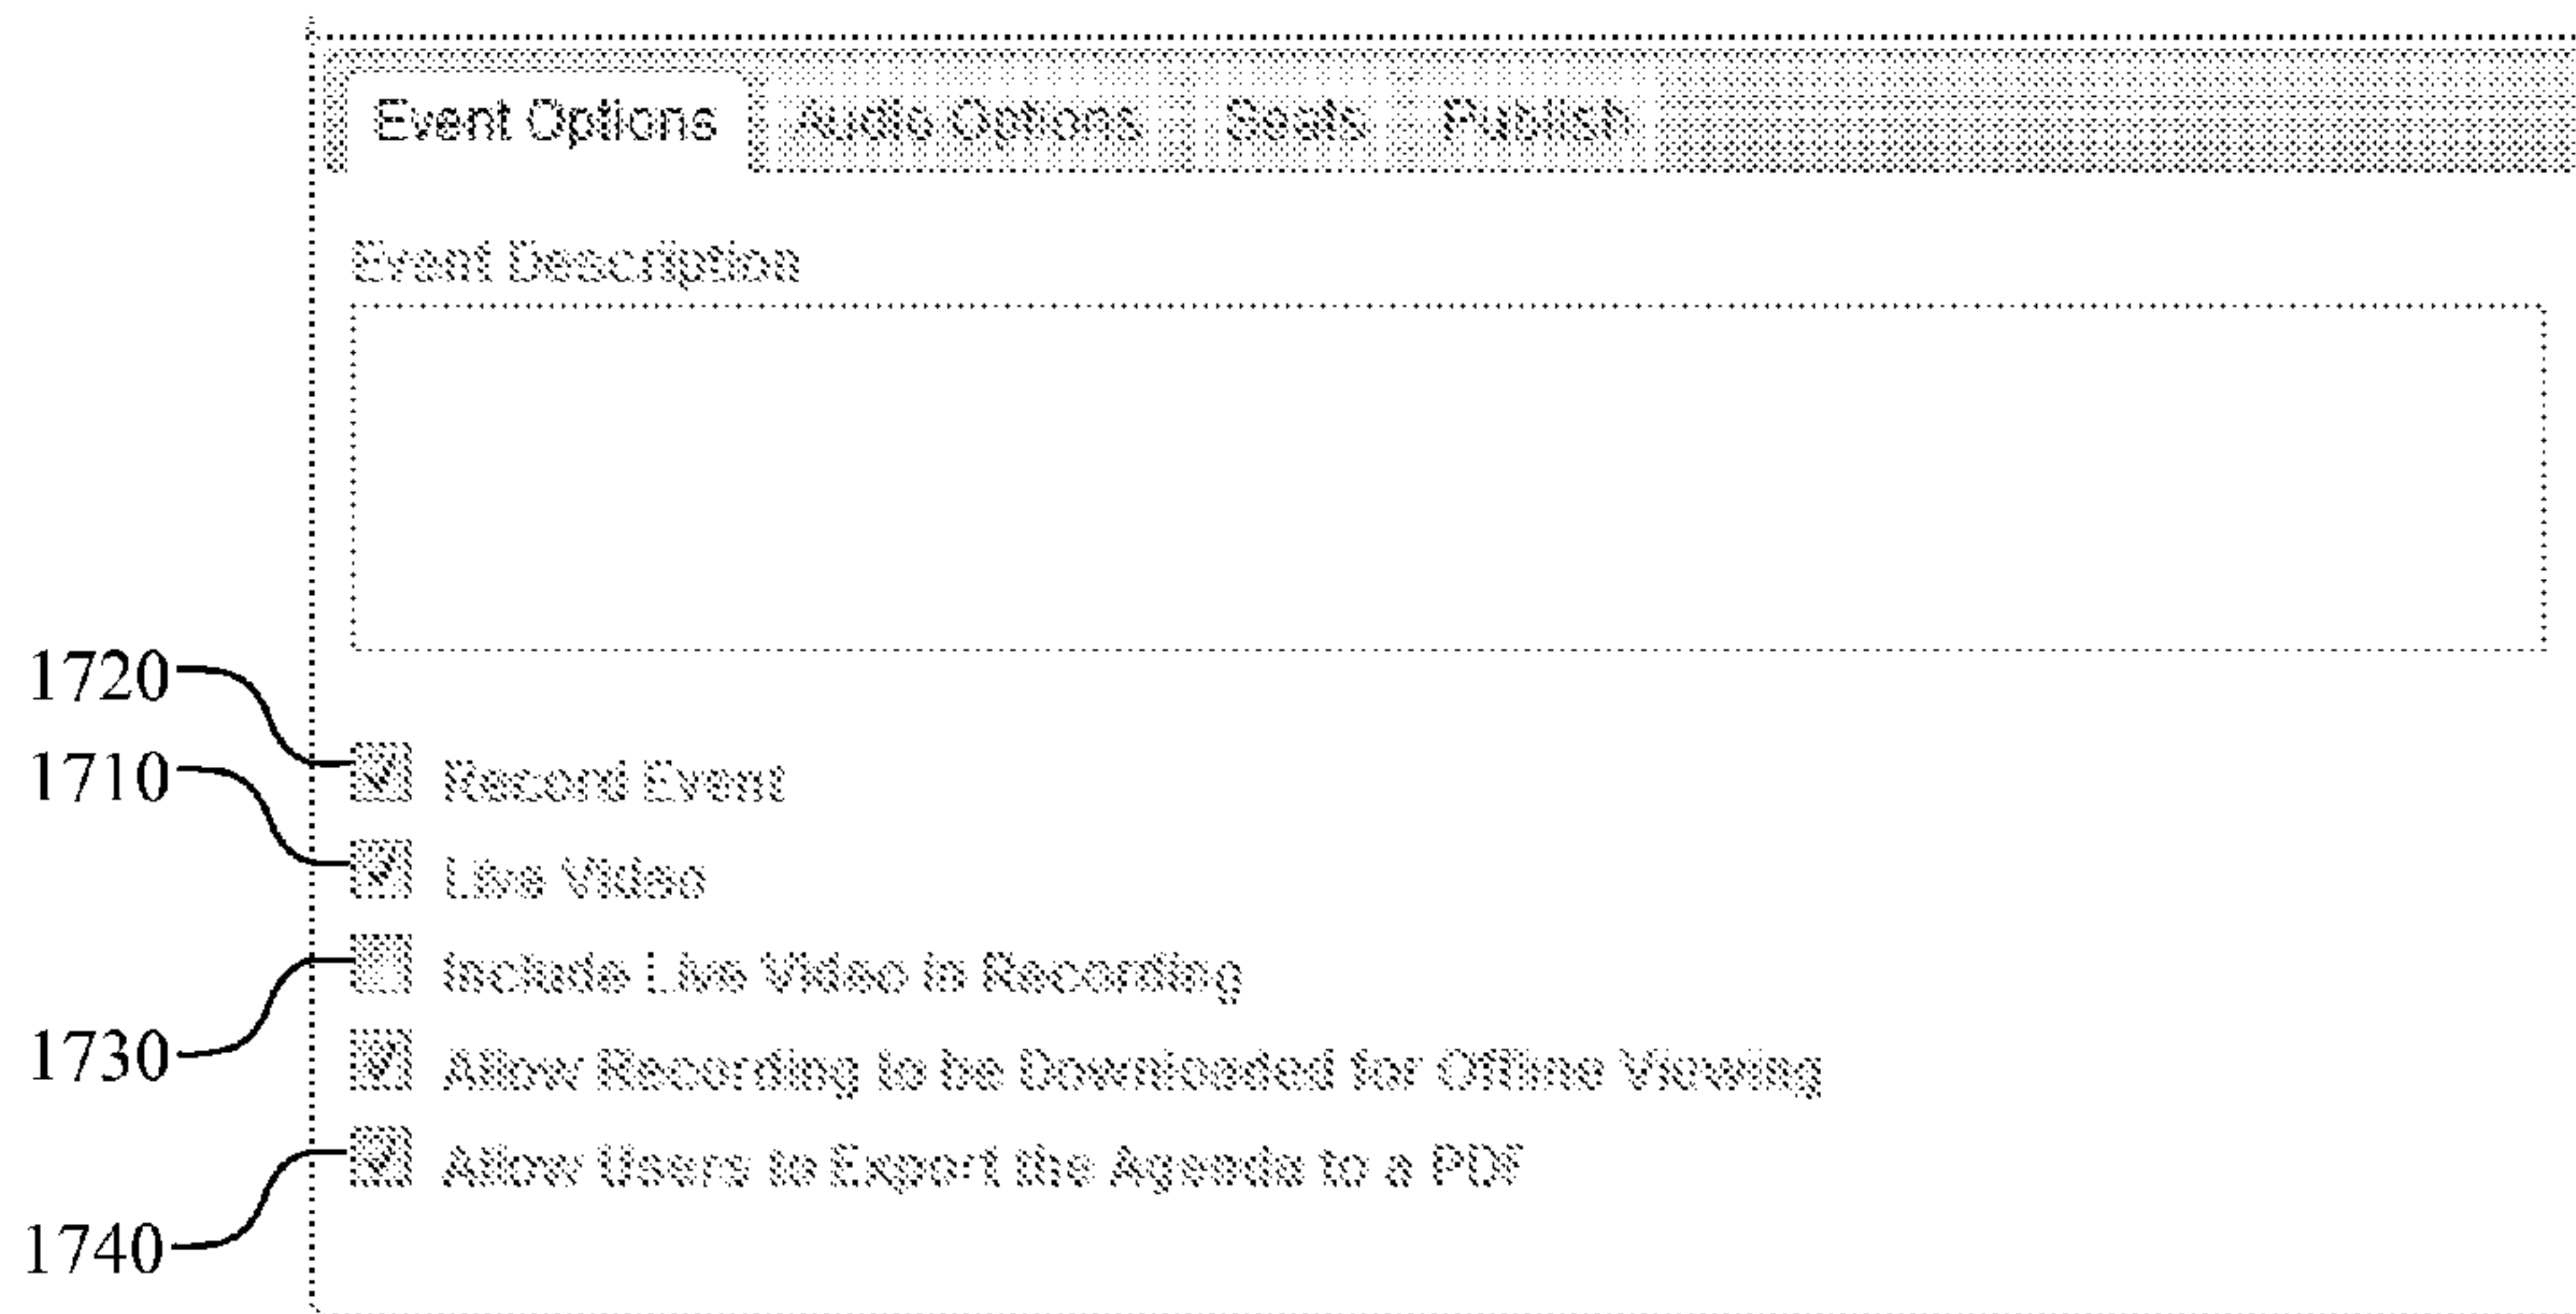 Event Options Audio Options Seats Publish
Event Description
1720 Record Event
1710 Live Video
1730 Include Live Video in Recording
Allow Recording to be Downloaded for Offline Viewing
1740 Allow Users to Export the Agenda to a PDF